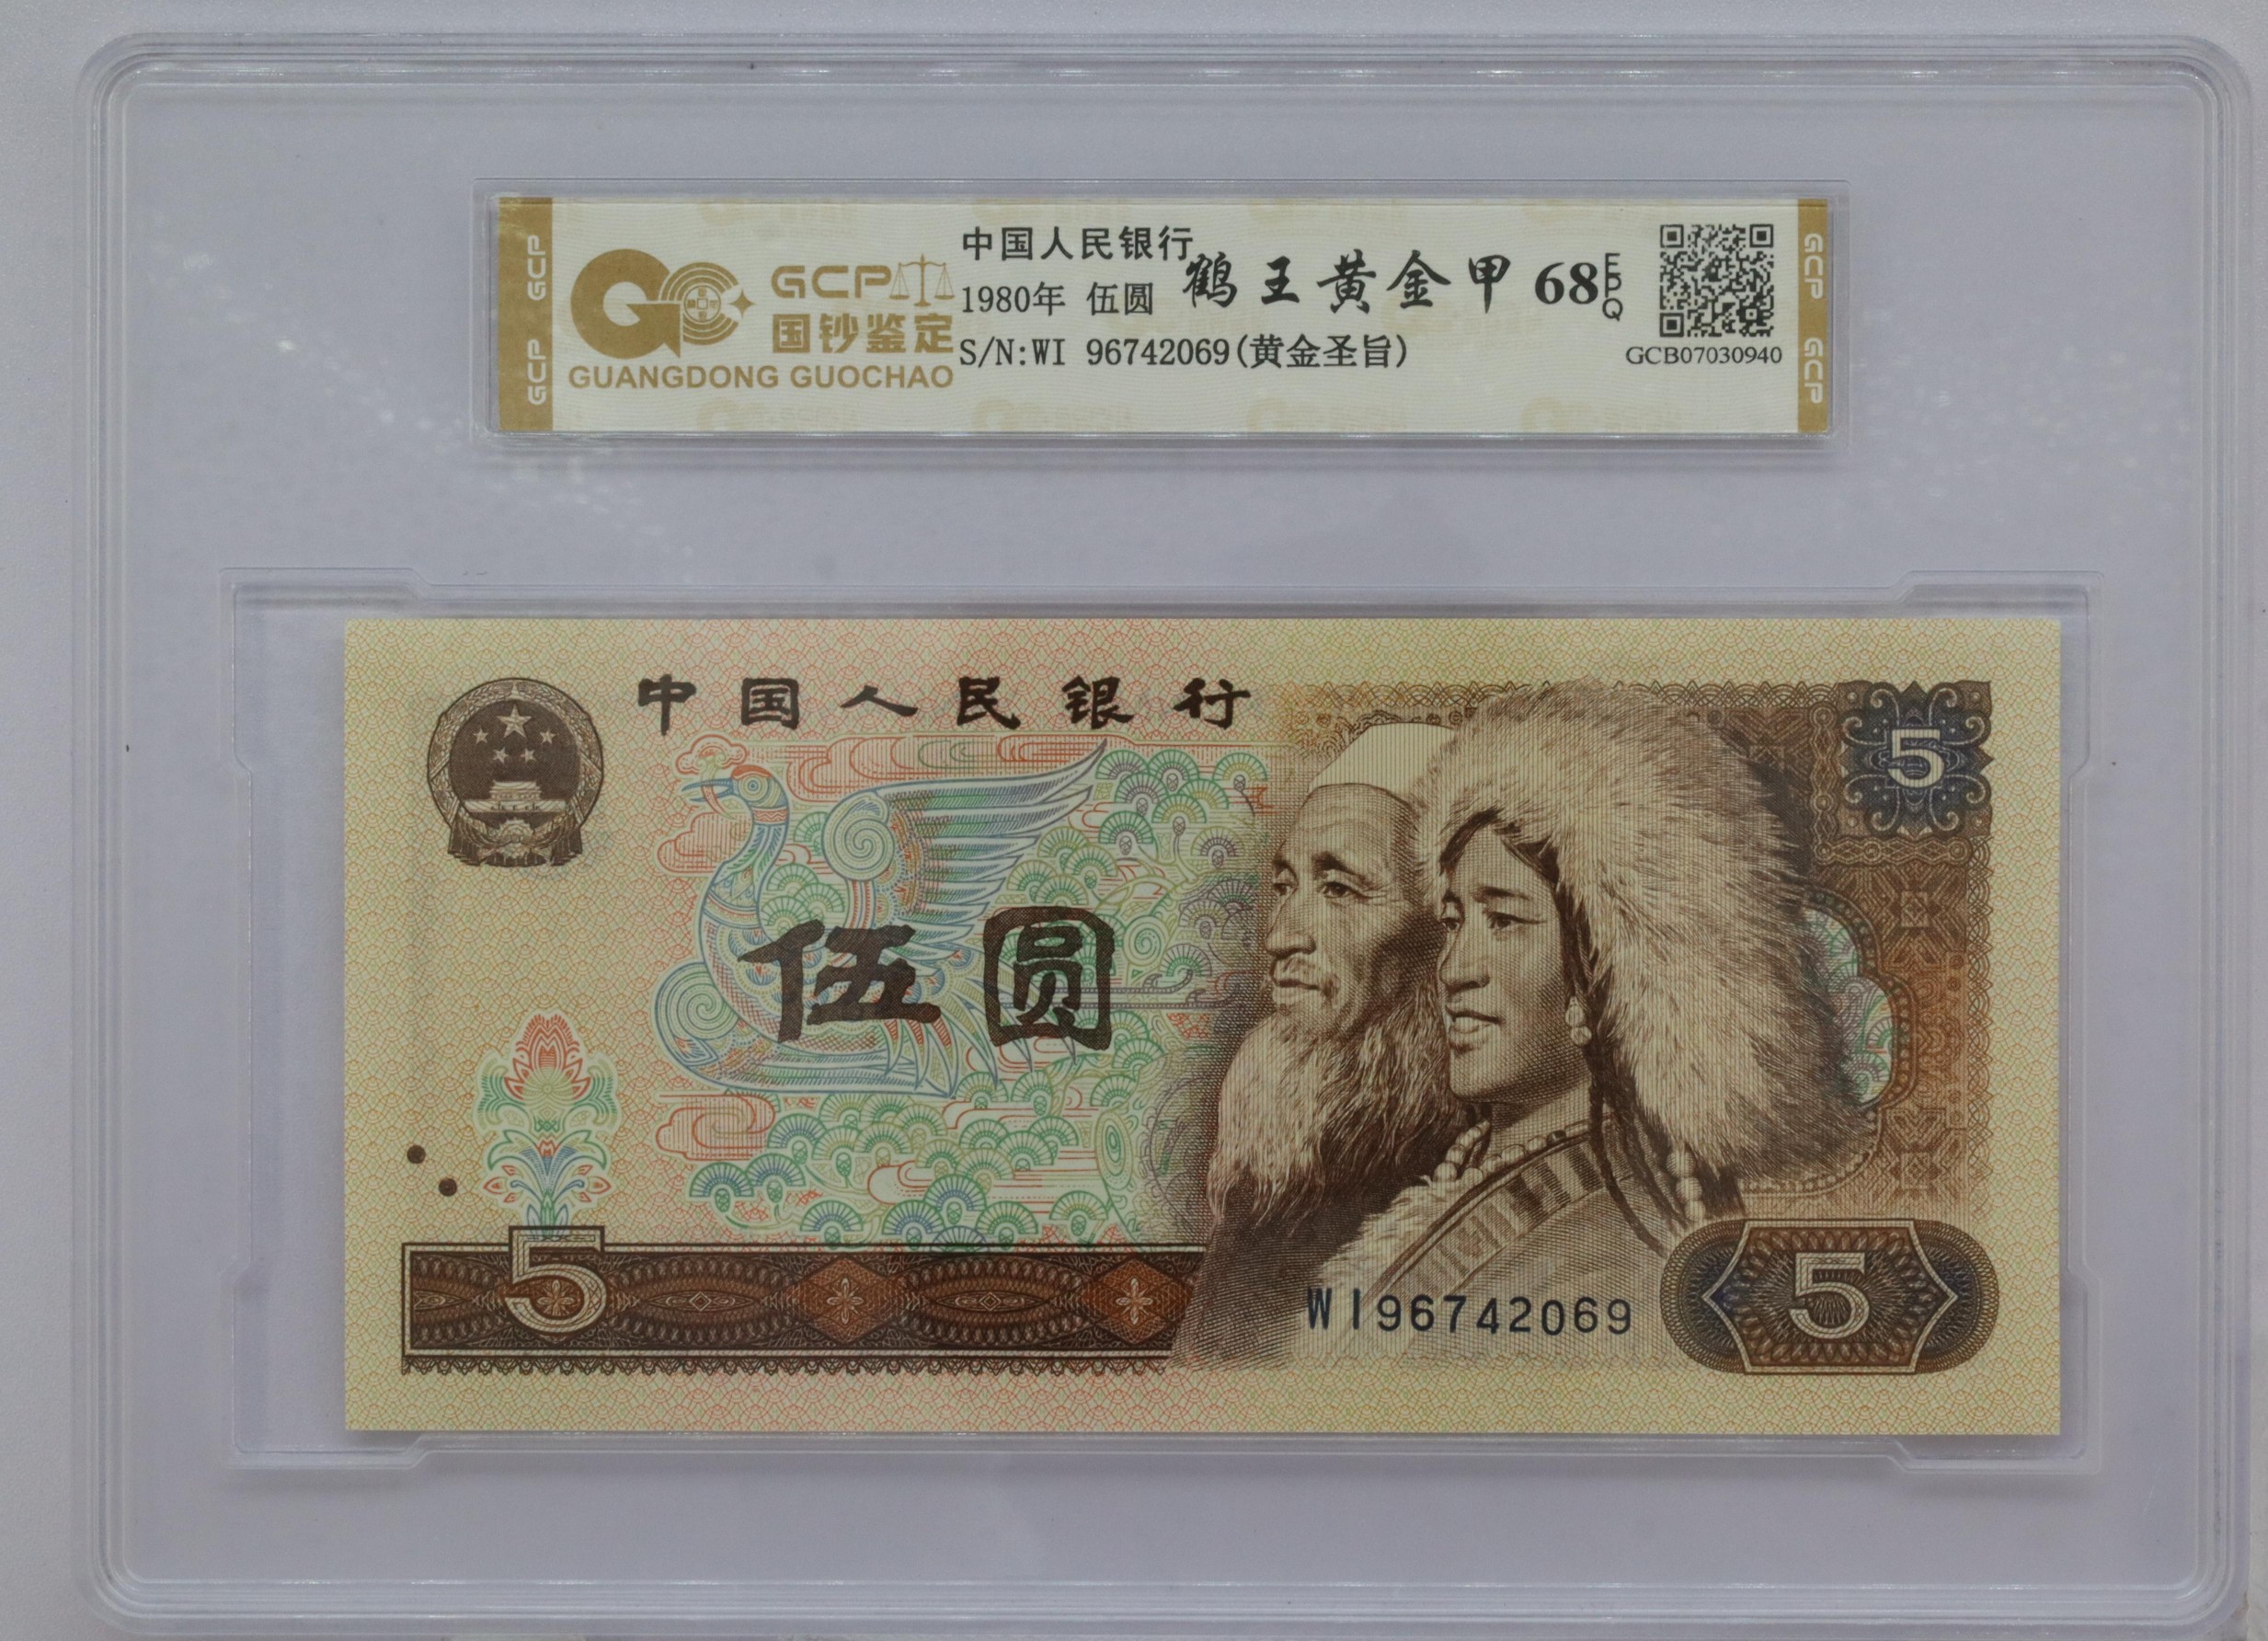 GCP GCP
GCP
国钞鉴定
GUANGDONG GUOCHAO
中国人民银行
1980年 伍圆
S/N:WI 96742069(黄金圣旨)
鹤王黄金甲 68 EPQ
GCB07030940
GCP GCP
中国人民银行
5
伍圆
5
WI96742069
5